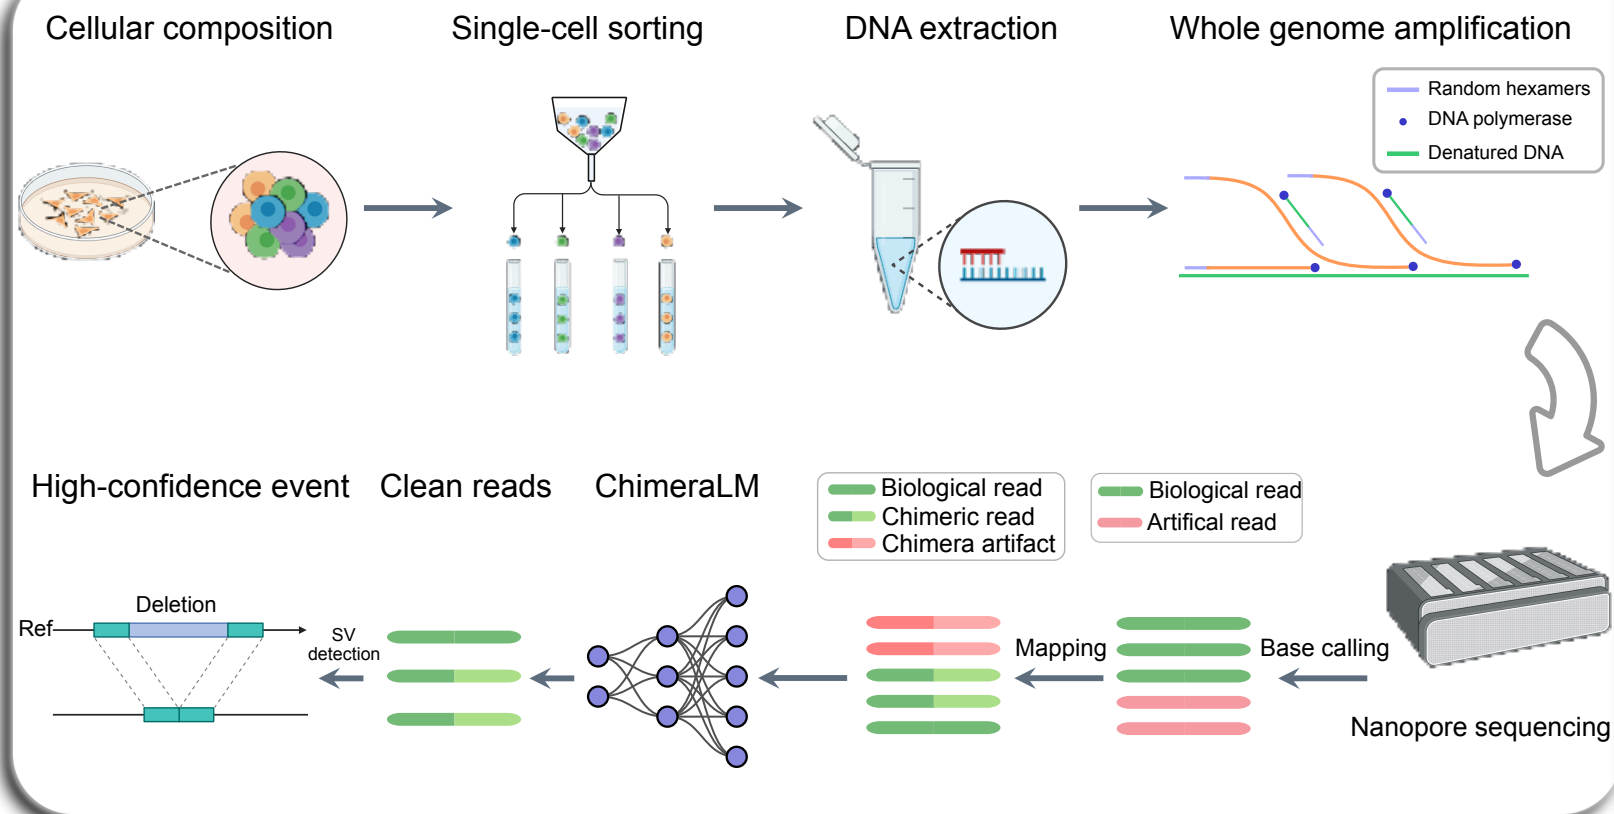 Cellular composition
Single-cell sorting
DNA extraction
Whole genome amplification
Random hexamers
DNA polymerase
Denatured DNA
High-confidence event
Clean reads
ChimeraLM
Biological read
Chimeric read
Chimera artifact
Biological read
Artifical read
Deletion
Ref
SV
detection
Mapping
Base calling
Nanopore sequencing